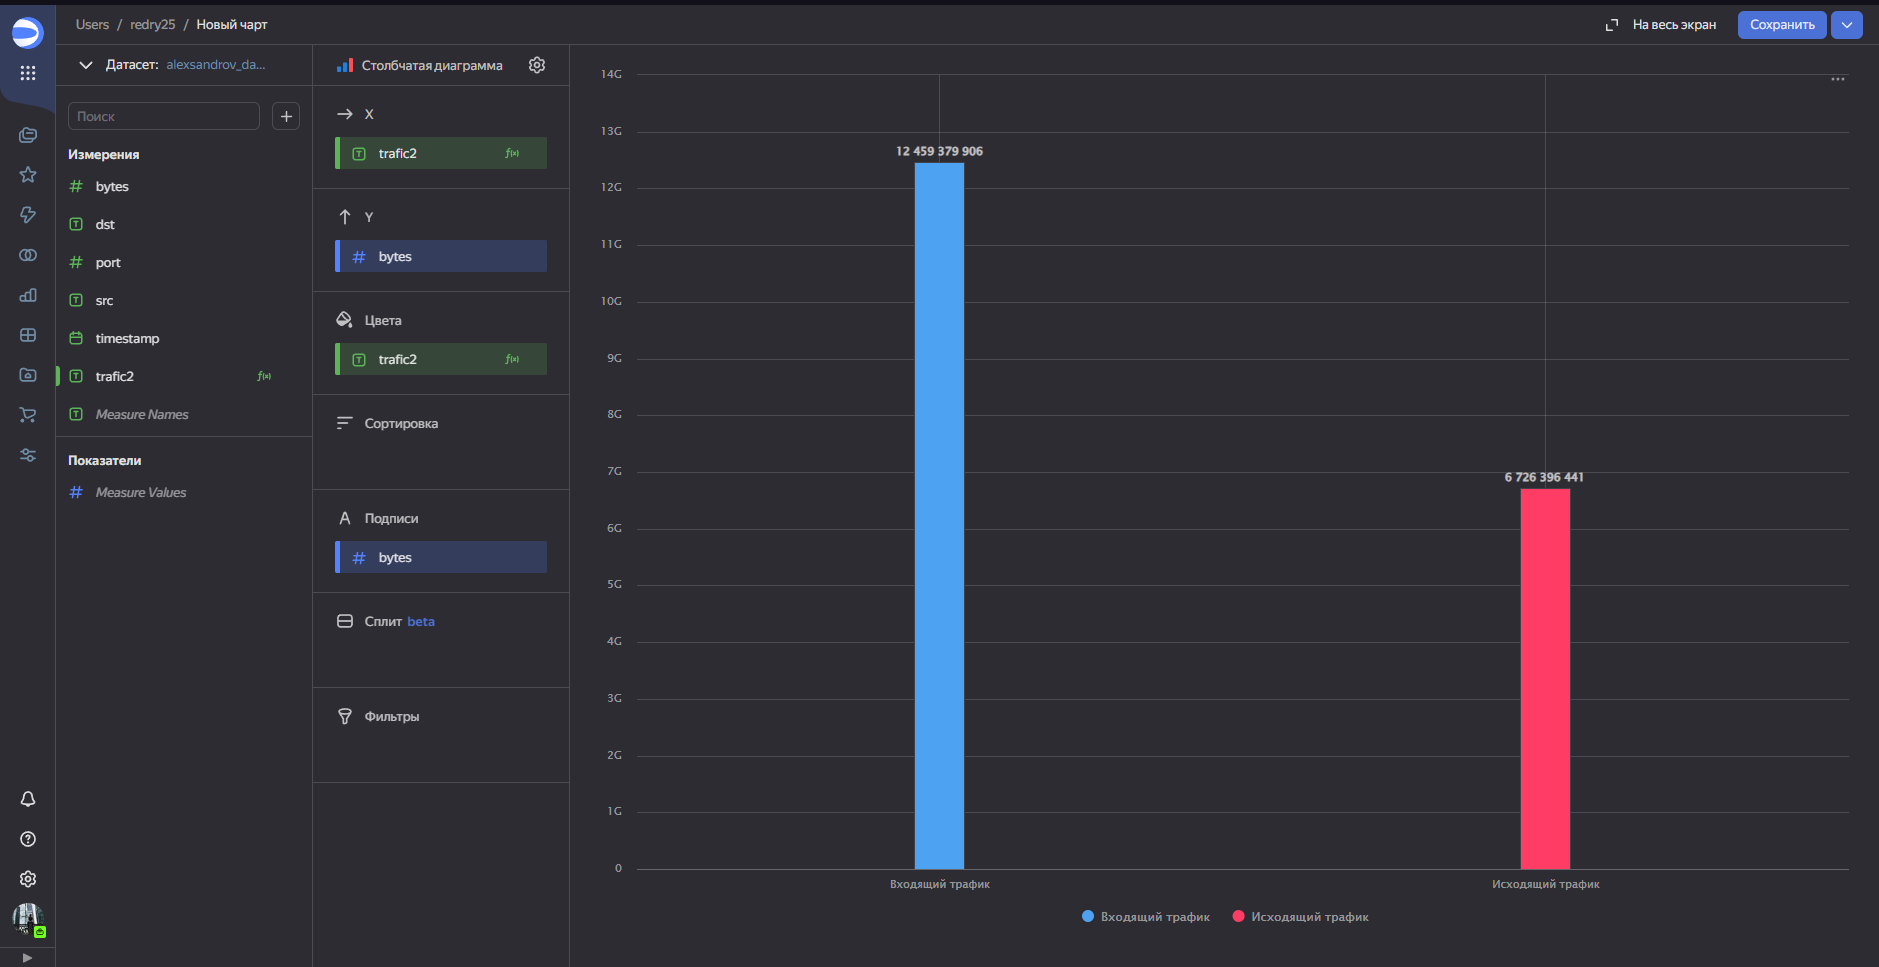 Users / redry25 / Новый чарт
На весь экран
Сохранить
Датасет: alexsandrov_da...
Поиск
Измерения
bytes
dst
port
src
timestamp
trafic2 f(x)
Measure Names
Показатели
Measure Values
Столбчатая диаграмма
X
trafic2 f(x)
Y
bytes
Цвета
trafic2 f(x)
Сортировка
Подписи
bytes
Сплит beta
Фильтры
14G
13G
12G
11G
10G
9G
8G
7G
6G
5G
4G
3G
2G
1G
0
12 459 379 906
6 726 396 441
Входящий трафик
Исходящий трафик
Входящий трафик
Исходящий трафик